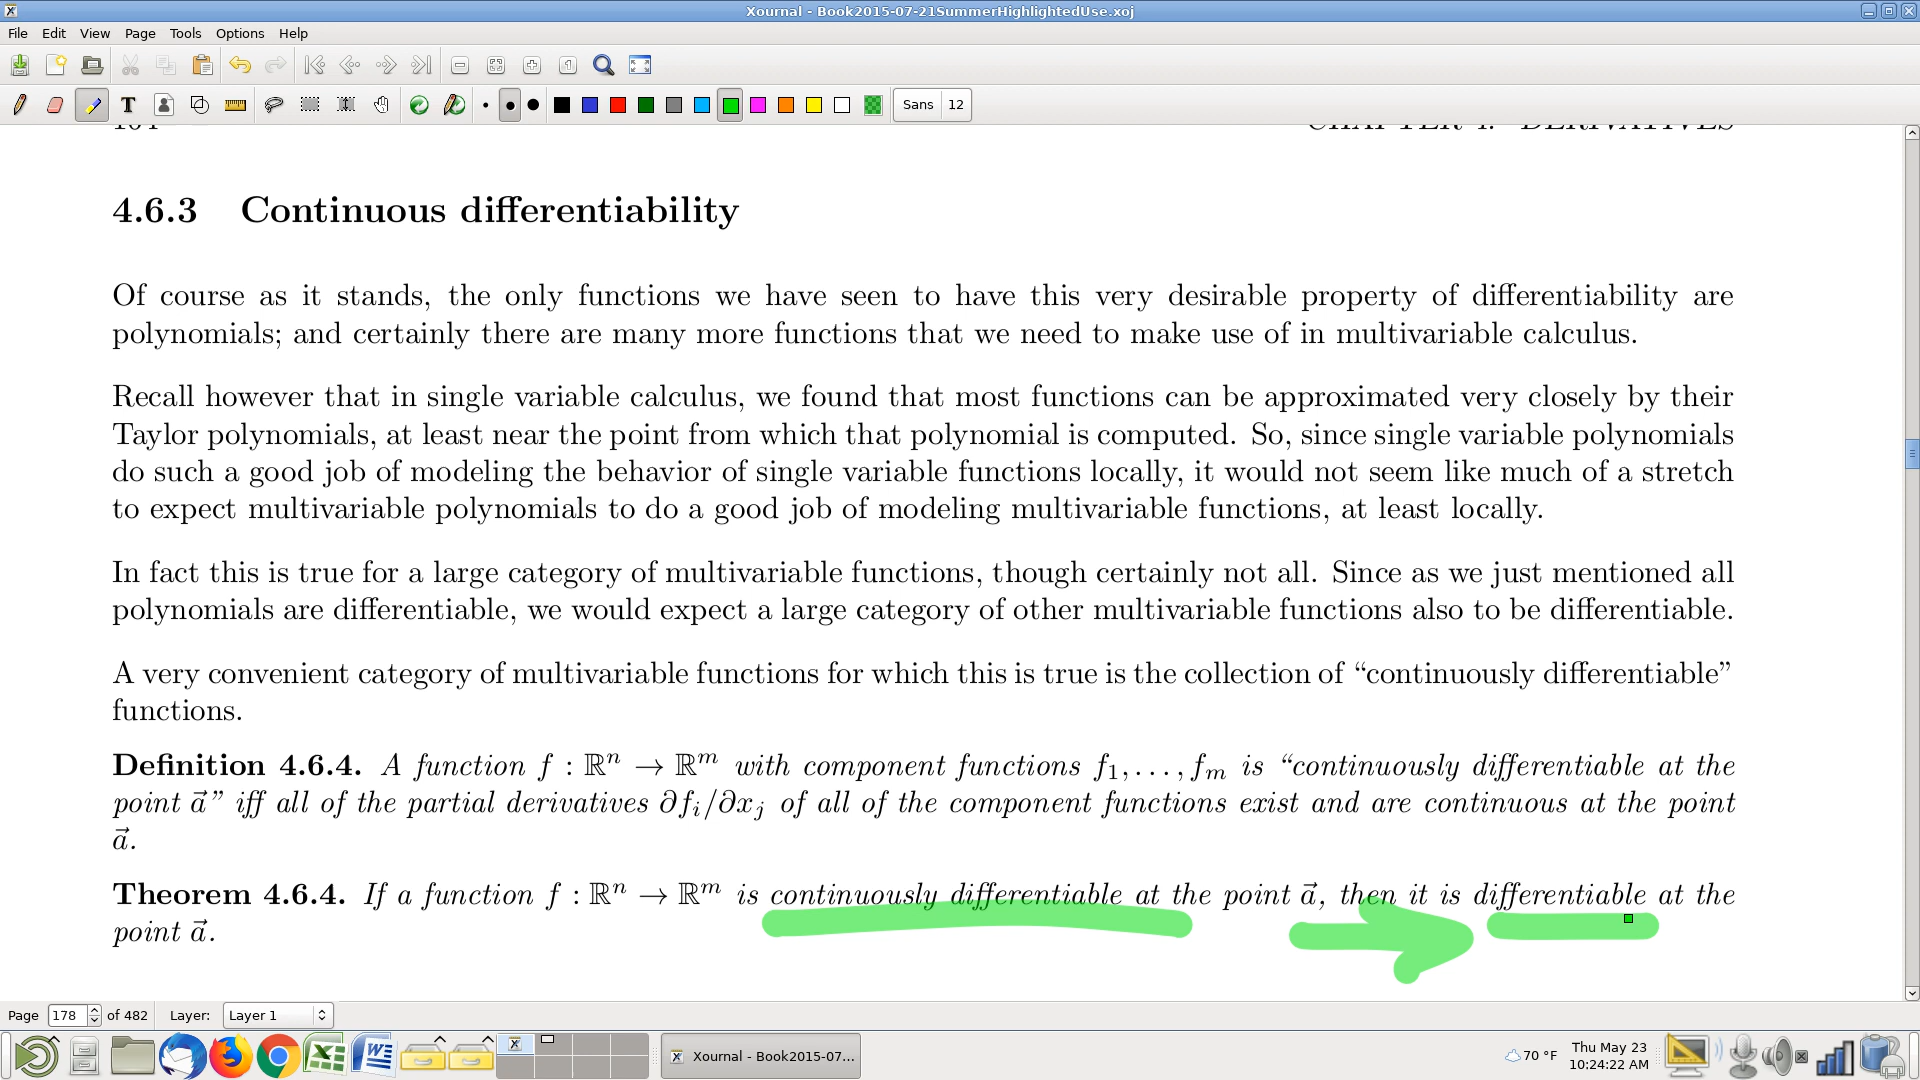 Xournal - Book2015-07-21SummerHighlightedUse.xoj
File Edit View Page Tools Options Help
Sans 12
CHAPTER 4. DERIVATIVES
4.6.3 Continuous differentiability
Of course as it stands, the only functions we have seen to have this very desirable property of differentiability are
polynomials; and certainly there are many more functions that we need to make use of in multivariable calculus.
Recall however that in single variable calculus, we found that most functions can be approximated very closely by their
Taylor polynomials, at least near the point from which that polynomial is computed. So, since single variable polynomials
do such a good job of modeling the behavior of single variable functions locally, it would not seem like much of a stretch
to expect multivariable polynomials to do a good job of modeling multivariable functions, at least locally.
In fact this is true for a large category of multivariable functions, though certainly not all. Since as we just mentioned all
polynomials are differentiable, we would expect a large category of other multivariable functions also to be differentiable.
A very convenient category of multivariable functions for which this is true is the collection of “continuously differentiable”
functions.
Definition 4.6.4. A function f : ℝⁿ → ℝᵐ with component functions f₁, . . . , fₘ is “continuously differentiable at the
point a⃗” iff all of the partial derivatives ∂fᵢ/∂xⱼ of all of the component functions exist and are continuous at the point
a⃗.
Theorem 4.6.4. If a function f : ℝⁿ → ℝᵐ is continuously differentiable at the point a⃗, then it is differentiable at the
point a⃗.
Page 178 of 482 Layer: Layer 1
Xournal - Book2015-07...
70 °F
Thu May 23
10:24:22 AM